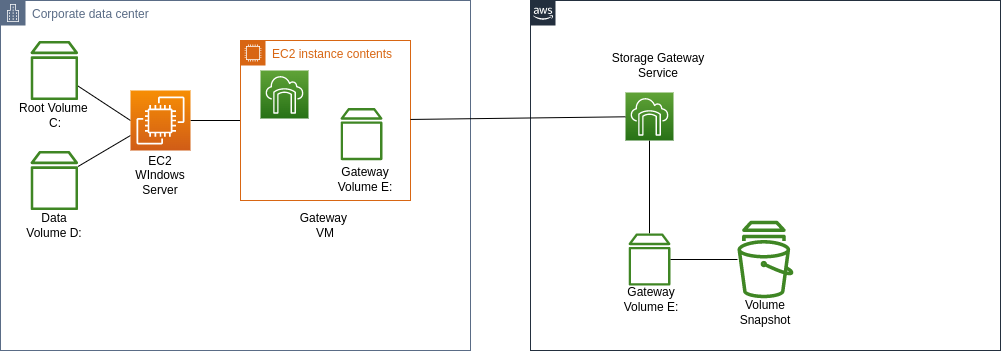 Corporate data center
aws
EC2 instance contents
Storage Gateway
Service
Root Volume
C:
EC2
WIndows
Server
Gateway
Volume E:
Data
Volume D:
Gateway
VM
Gateway
Volume E:
Volume
Snapshot